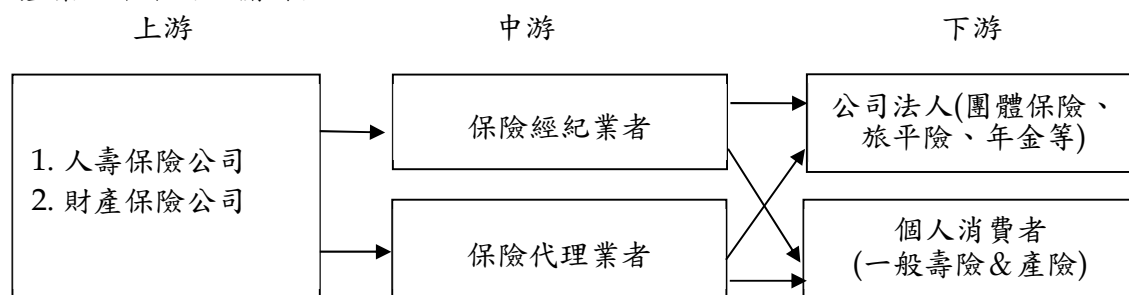 上游
中游
下游
1. 人壽保險公司
2. 財產保險公司
保險經紀業者
保險代理業者
公司法人(團體保險、
旅平險、年金等)
個人消費者
(一般壽險&產險)